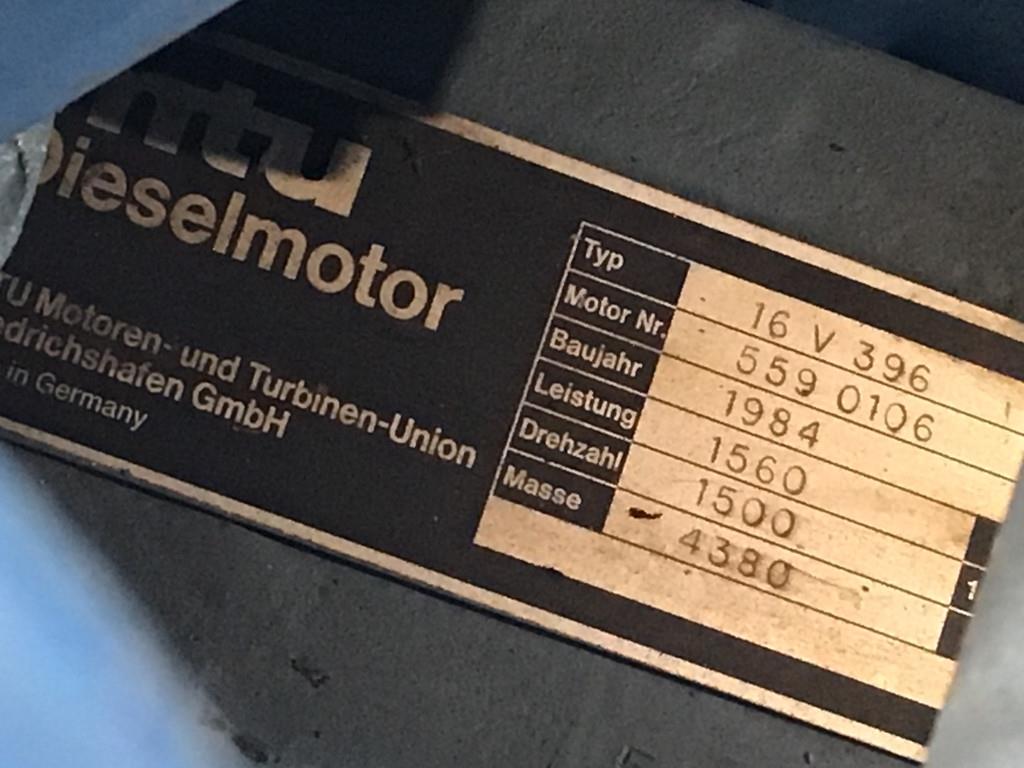 mtu
Dieselmotor
TU Motoren- und Turbinen-Union
edrichshafen GmbH
in Germany
Typ 16 V 396
Motor Nr. 559 0106
Baujahr 1984
Leistung 1560
Drehzahl 1500
Masse 4380